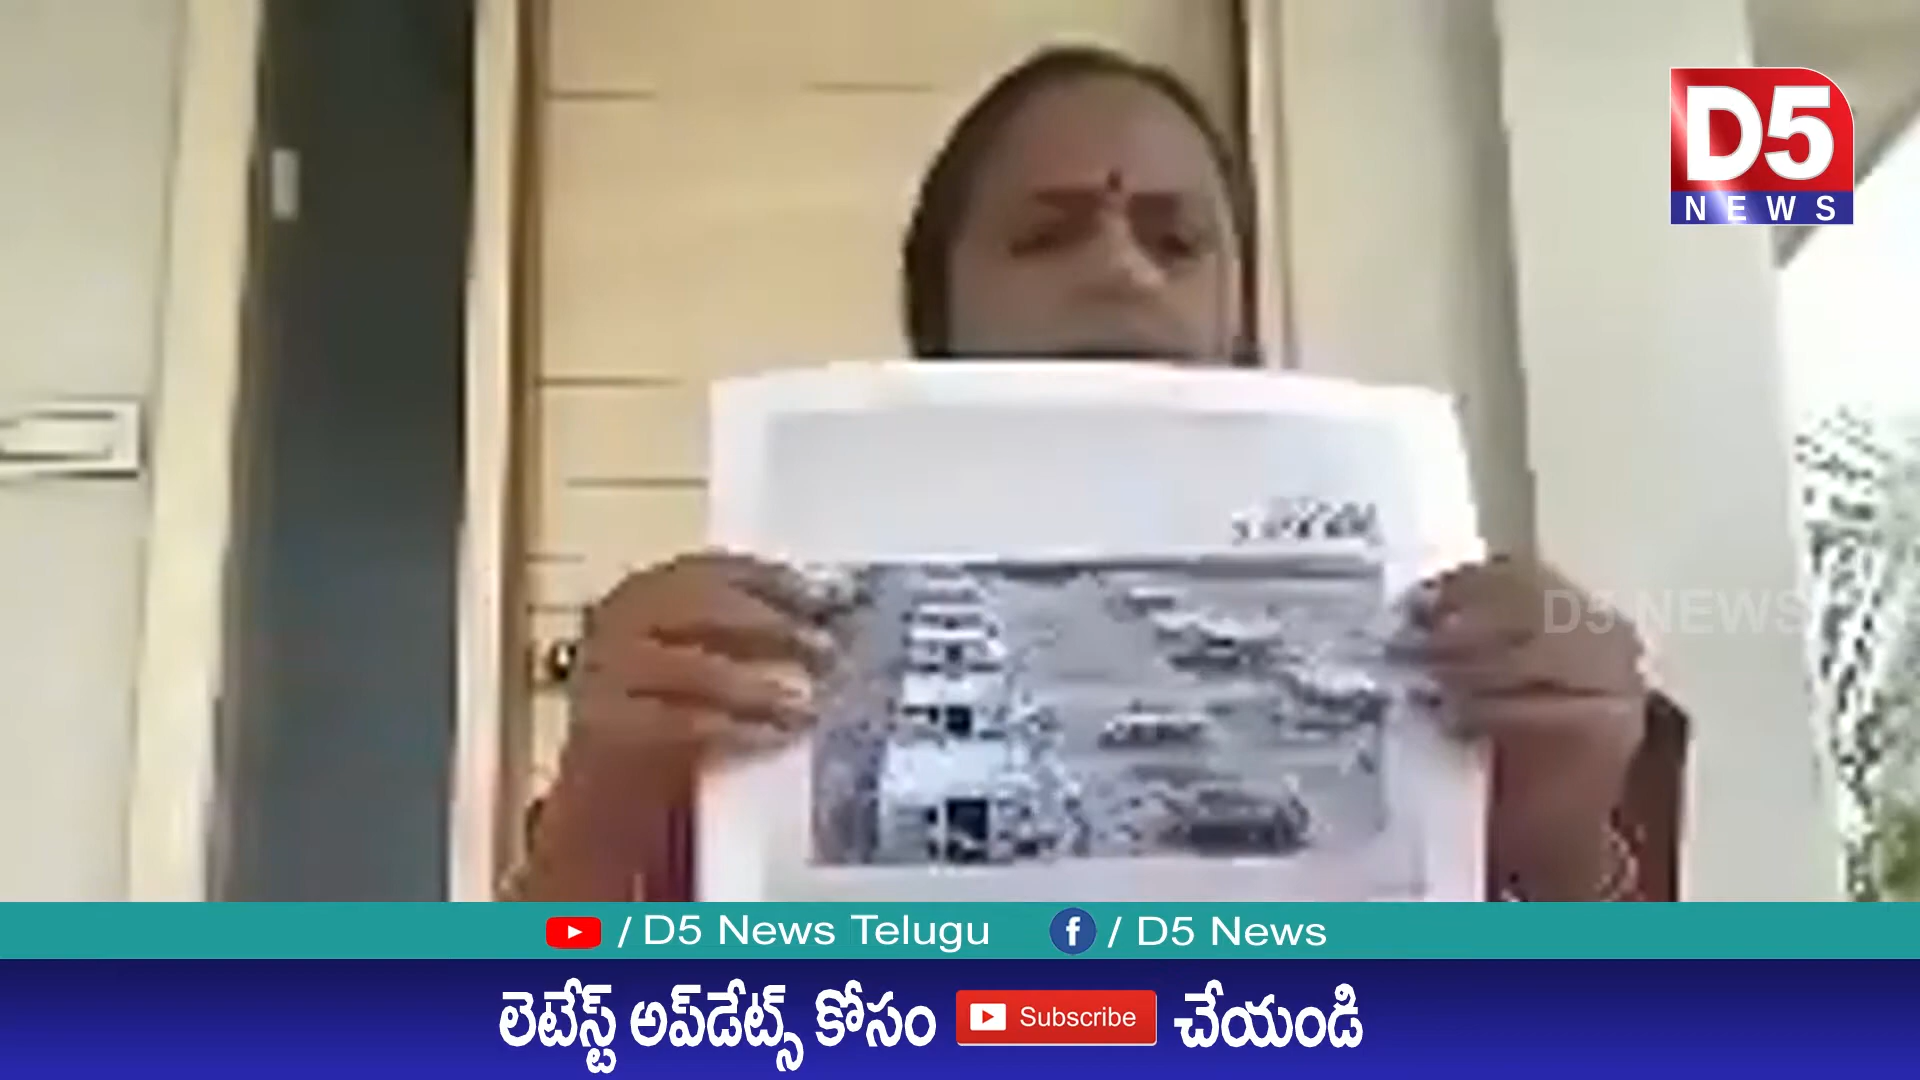 D5
NEWS
D5 NEWS
/ D5 News Telugu / D5 News
లెటేస్ట్ అప్‌డేట్స్ కోసం Subscribe చేయండి